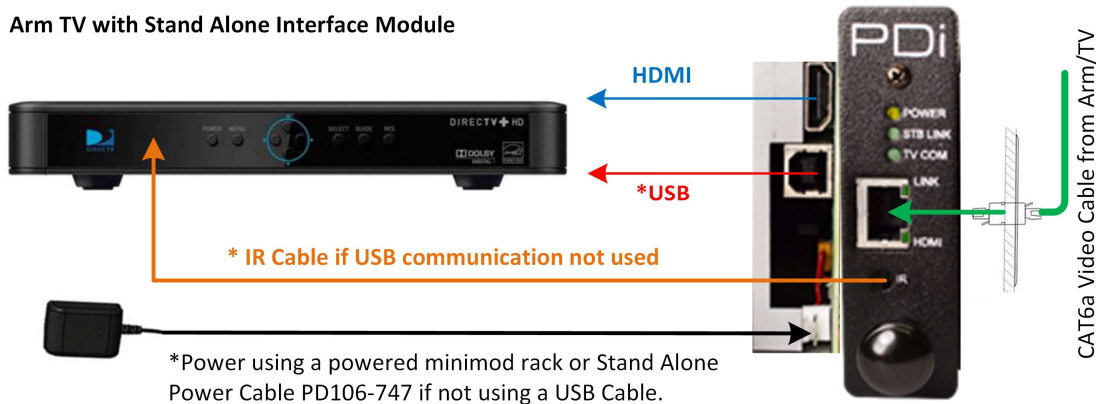 Arm TV with Stand Alone Interface Module
HDMI
*USB
* IR Cable if USB communication not used
*Power using a powered minimod rack or Stand Alone
Power Cable PD106-747 if not using a USB Cable.
DIRECTV
POWER MENU
SELECT GUIDE RES
DIRECTV + HD
DOLBY
DIGITAL
PDi
POWER
STB LINK
TV COM
LINK
HDMI
IR
CAT6a Video Cable from Arm/TV